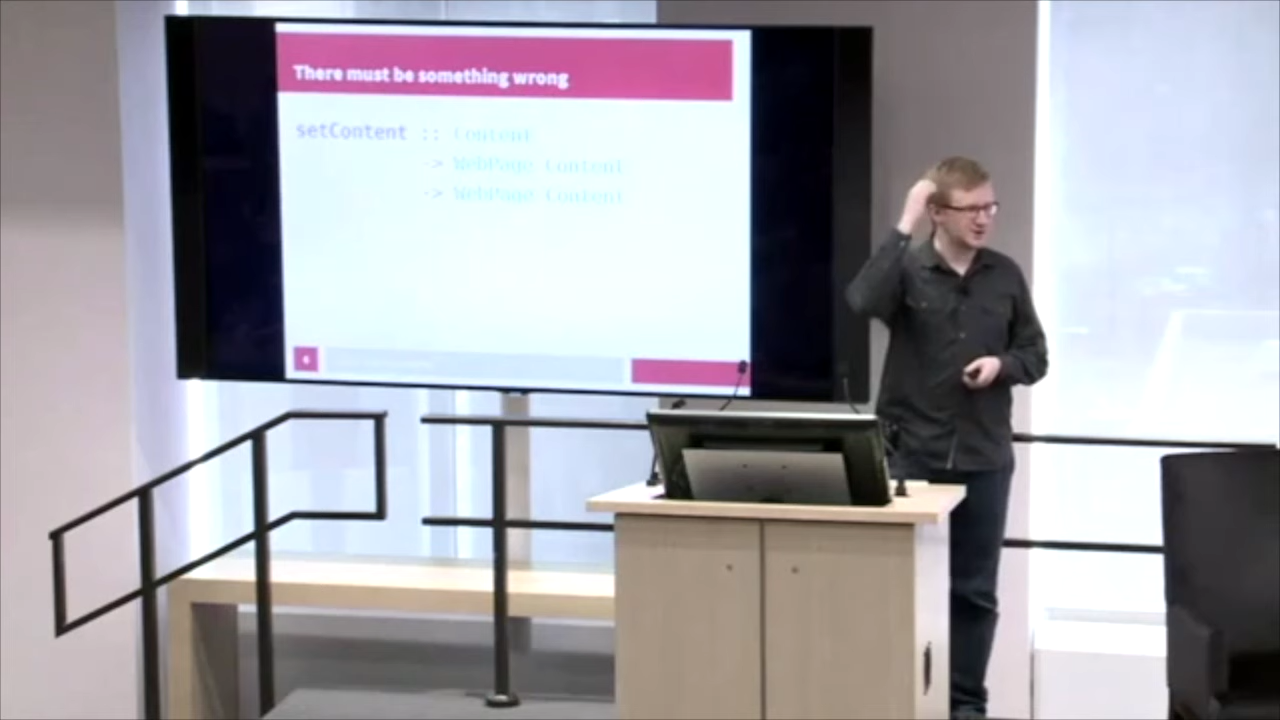 There must be something wrong
setContent :: Content
-> WebPage Content
-> WebPage Content